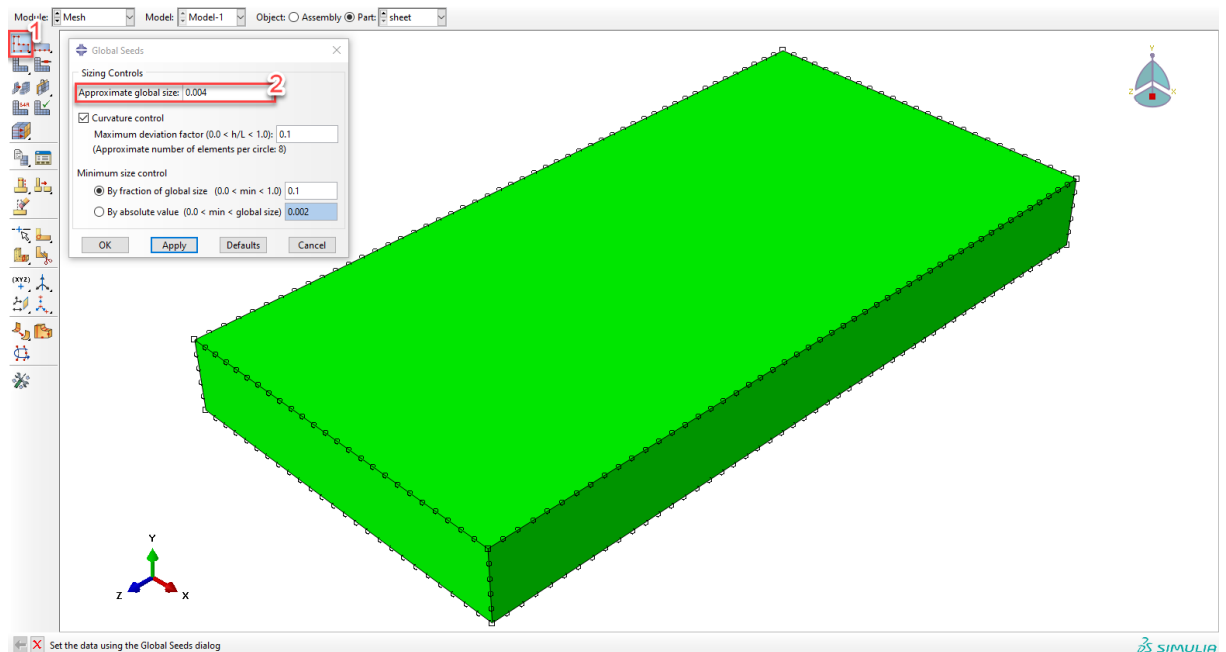 Module: Mesh Model: Model-1 Object: Assembly Part: sheet
1
Global Seeds
Sizing Controls
Approximate global size: 0.004
2
Curvature control
Maximum deviation factor (0.0 < h/L < 1.0): 0.1
(Approximate number of elements per circle: 8)
Minimum size control
By fraction of global size (0.0 < min < 1.0) 0.1
By absolute value (0.0 < min < global size) 0.002
OK Apply Defaults Cancel
(XYZ)
Y
Z X
Y
Z X
Set the data using the Global Seeds dialog
SIMULIA